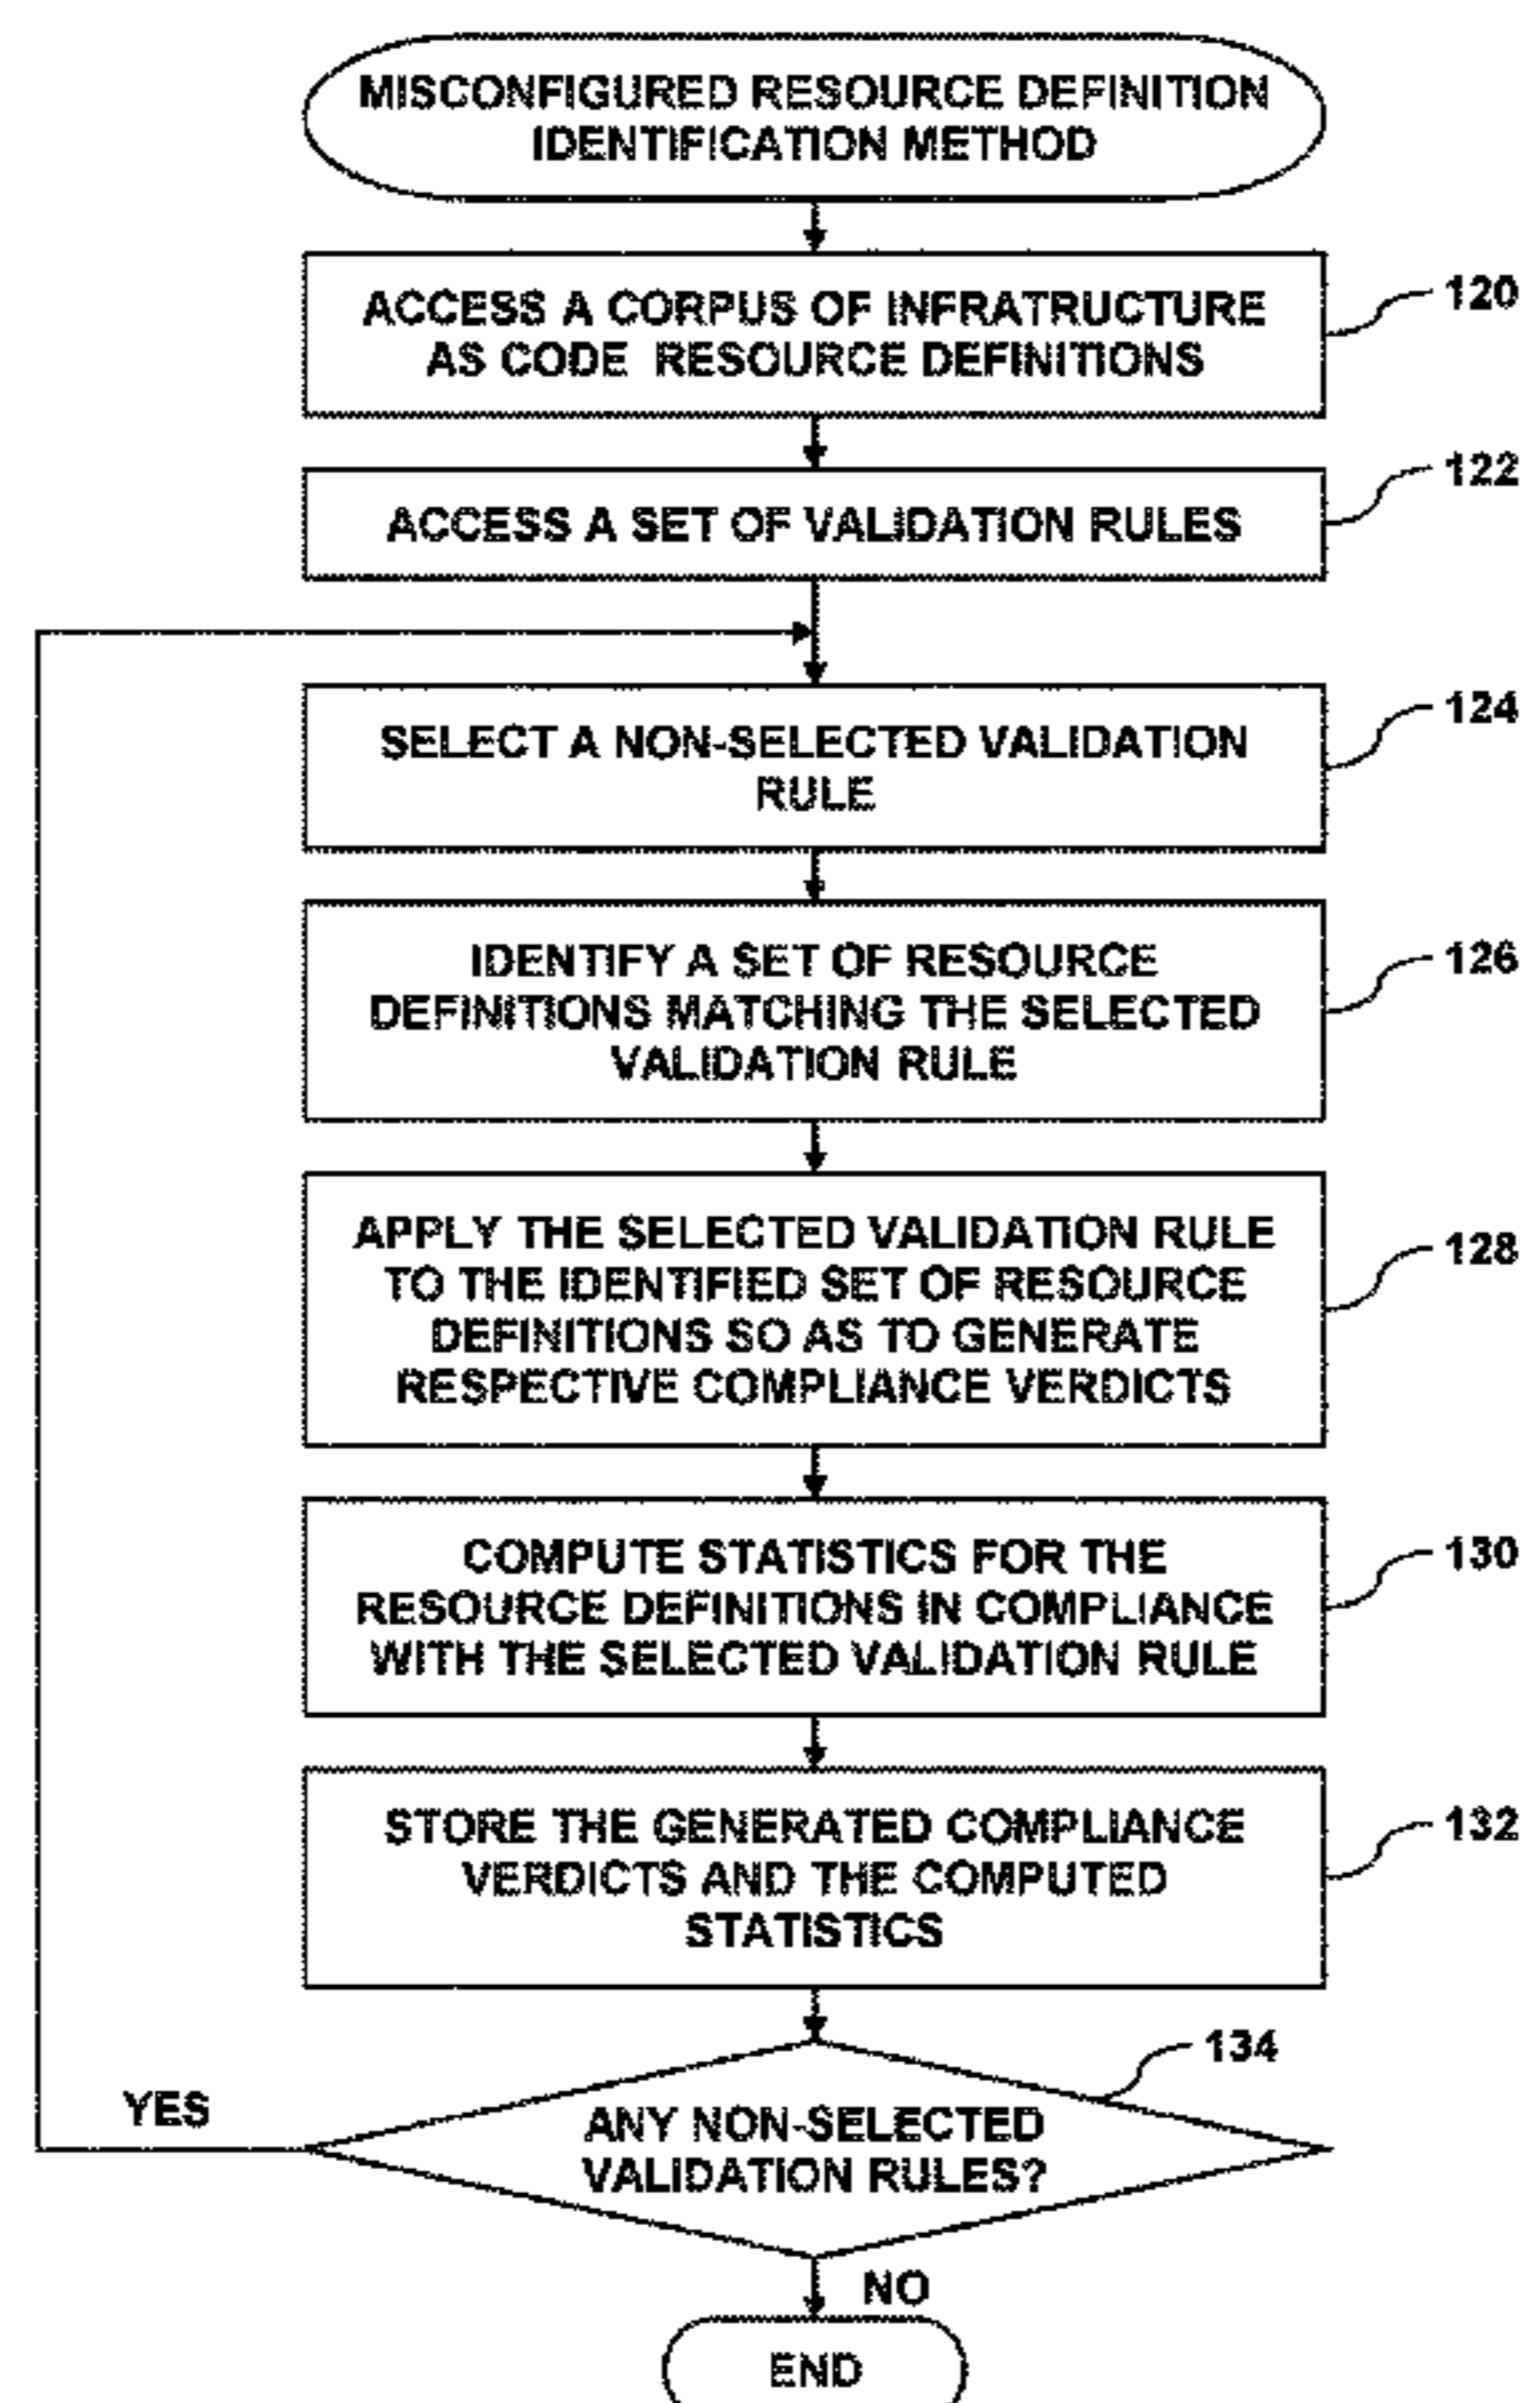 MISCONFIGURED RESOURCE DEFINITION
IDENTIFICATION METHOD
ACCESS A CORPUS OF INFRATRUCTURE
AS CODE RESOURCE DEFINITIONS
120
ACCESS A SET OF VALIDATION RULES
122
SELECT A NON-SELECTED VALIDATION
RULE
124
IDENTIFY A SET OF RESOURCE
DEFINITIONS MATCHING THE SELECTED
VALIDATION RULE
126
APPLY THE SELECTED VALIDATION RULE
TO THE IDENTIFIED SET OF RESOURCE
DEFINITIONS SO AS TO GENERATE
RESPECTIVE COMPLIANCE VERDICTS
128
COMPUTE STATISTICS FOR THE
RESOURCE DEFINITIONS IN COMPLIANCE
WITH THE SELECTED VALIDATION RULE
130
STORE THE GENERATED COMPLIANCE
VERDICTS AND THE COMPUTED
STATISTICS
132
134
YES
ANY NON-SELECTED
VALIDATION RULES?
NO
END